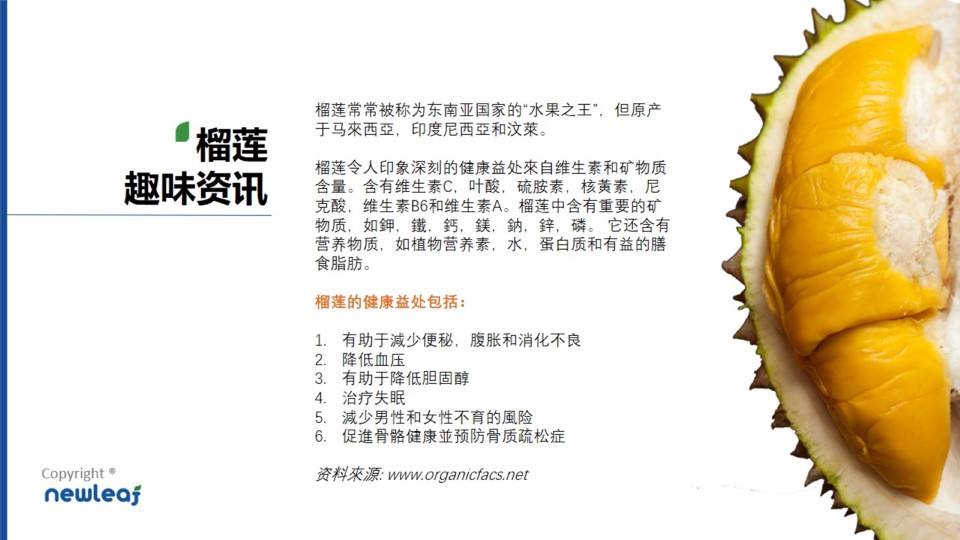 榴莲
趣味资讯
榴莲常常被称为东南亚国家的“水果之王”，但原产
于马來西亞，印度尼西亞和汶萊。
榴莲令人印象深刻的健康益处來自维生素和矿物质
含量。含有维生素C，叶酸，硫胺素，核黃素，尼
克酸，维生素B6和维生素A。榴莲中含有重要的矿
物质，如鉀，鐵，鈣，鎂，鈉，鋅，磷。 它还含有
营养物质，如植物营养素，水，蛋白质和有益的膳
食脂肪。
榴莲的健康益处包括：
1. 有助于減少便秘，腹胀和消化不良
2. 降低血压
3. 有助于降低胆固醇
4. 治疗失眠
5. 減少男性和女性不育的風险
6. 促進骨骼健康並预防骨质疏松症
资料來源: www.organicfacs.net
Copyright ®
newleaf